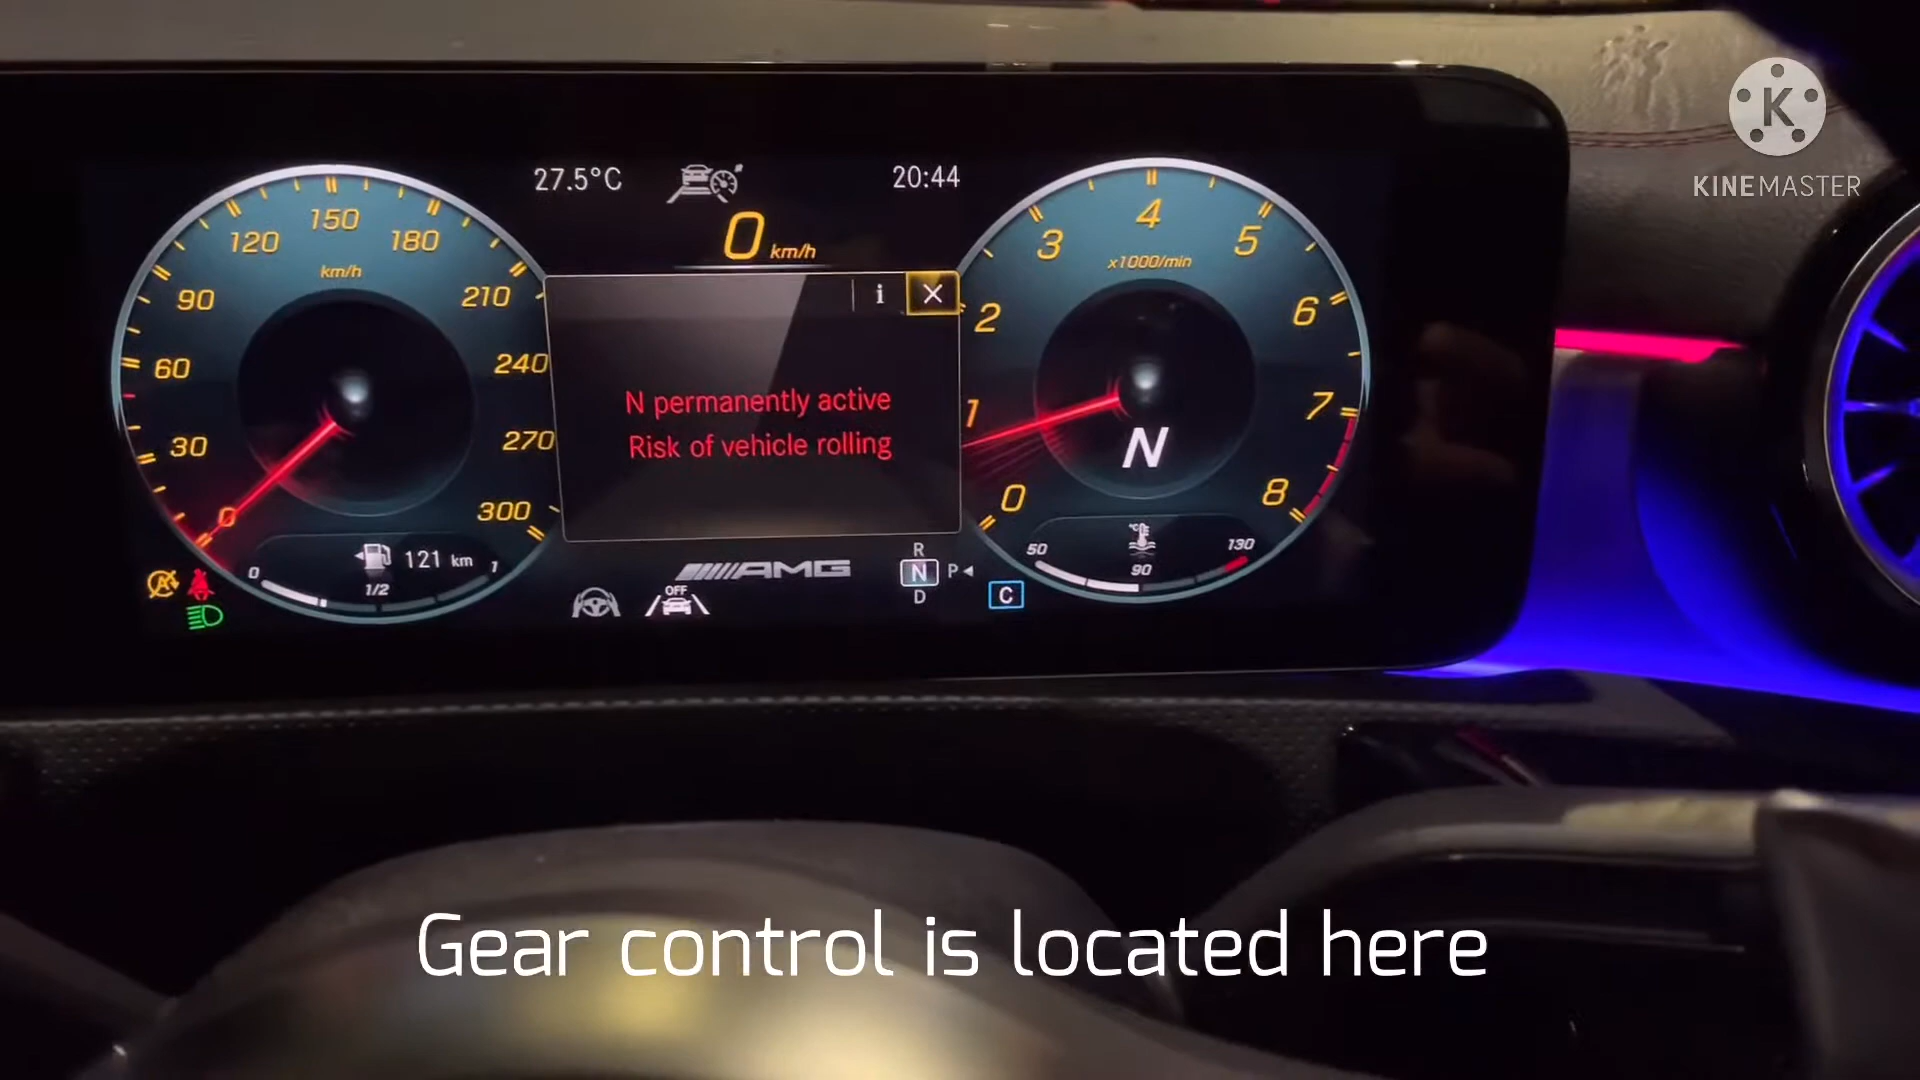 27.5°C
20:44
0 km/h
0
30
60
90
120
150
180
210
240
270
300
km/h
i
N permanently active
Risk of vehicle rolling
0
1
2
3
4
5
6
7
8
x1000/min
N
0
1/2
1
121 km
AMG
OFF
R
N P
D
C
°C
50
90
130
A
K
KINEMASTER
Gear control is located here